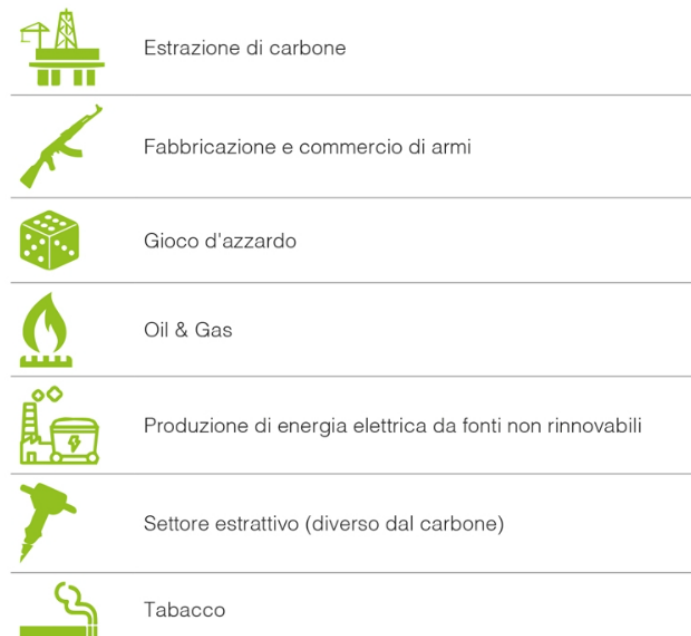 Estrazione di carbone
Fabbricazione e commercio di armi
Gioco d'azzardo
Oil & Gas
Produzione di energia elettrica da fonti non rinnovabili
Settore estrattivo (diverso dal carbone)
Tabacco